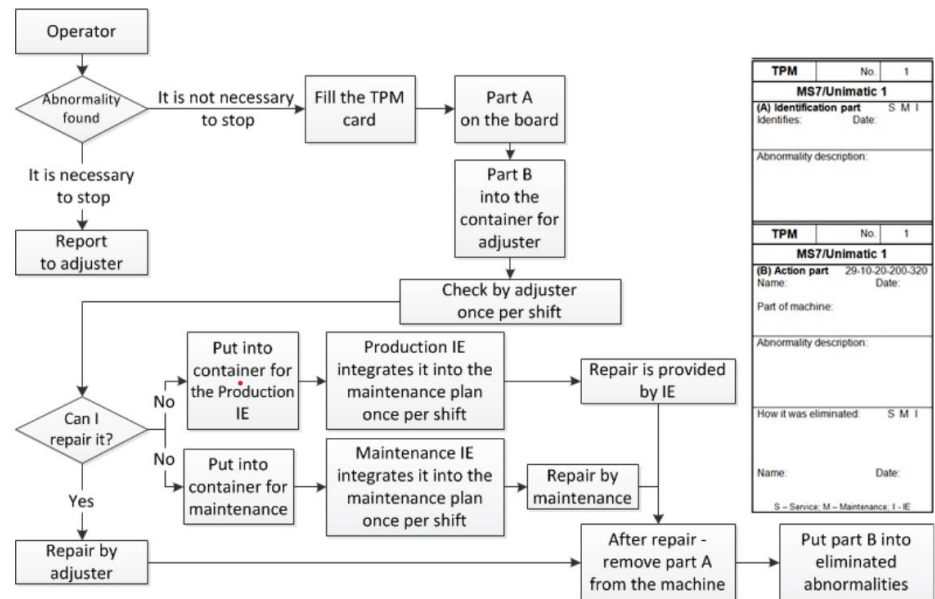 Operator
Abnormality
found
It is not necessary
to stop
Fill the TPM
card
Part A
on the board
It is necessary
to stop
Report
to adjuster
Part B
into the
container for
adjuster
Check by adjuster
once per shift
Can I
repair it?
No
Put into
container for
the Production
IE
Production IE
integrates it into the
maintenance plan
once per shift
Repair is provided
by IE
No
Put into
container for
maintenance
Maintenance IE
integrates it into the
maintenance plan
once per shift
Repair by
maintenance
Yes
Repair by
adjuster
After repair -
remove part A
from the machine
Put part B into
eliminated
abnormalities
TPM No. 1
MS7/Unimatic 1
(A) Identification part S M I
Identifies: Date:
Abnormality description:
TPM No. 1
MS7/Unimatic 1
(B) Action part 29-10-20-200-320
Name: Date:
Part of machine:
Abnormality description:
How it was eliminated: S M I
Name: Date:
S – Service; M – Maintenance; I - IE